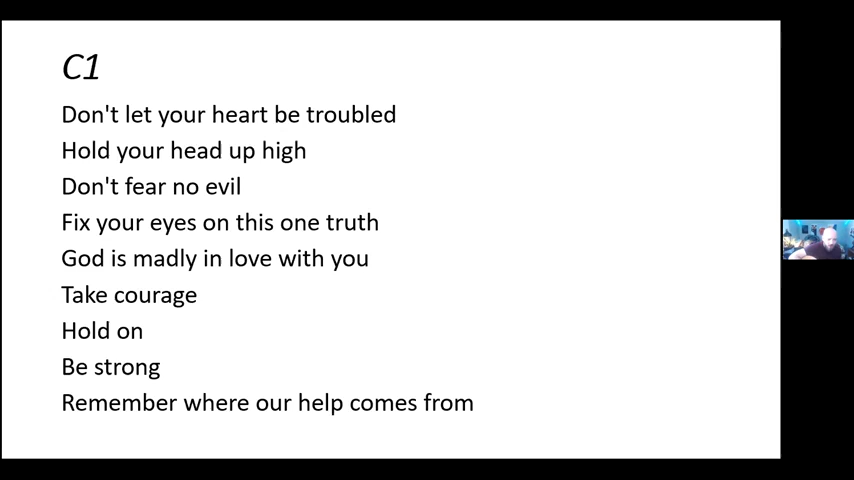 C1
Don't let your heart be troubled
Hold your head up high
Don't fear no evil
Fix your eyes on this one truth
God is madly in love with you
Take courage
Hold on
Be strong
Remember where our help comes from